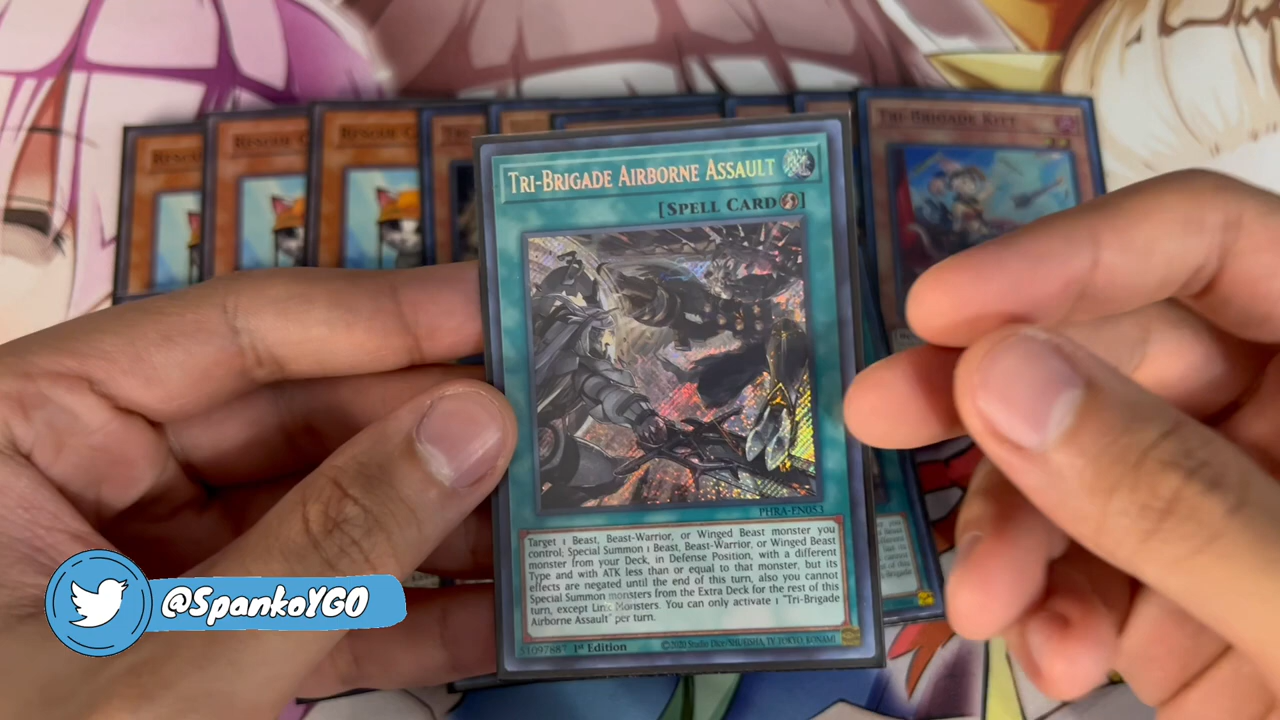 TRI-BRIGADE KITT
TRI-BRIGADE AIRBORNE ASSAULT
[SPELL CARD]
PHRA-EN053
Target 1 Beast, Beast-Warrior, or Winged Beast monster you
control; Special Summon 1 Beast, Beast-Warrior, or Winged Beast
monster from your Deck, in Defense Position, with a different
Type and with ATK less than or equal to that monster, but its
effects are negated until the end of this turn, also you cannot
Special Summon monsters from the Extra Deck for the rest of this
turn, except Link Monsters. You can only activate 1 "Tri-Brigade
Airborne Assault" per turn.
51097887 1st Edition
©2020 Studio Dice/SHUEISHA, TV TOKYO, KONAMI
@SpankoYGO